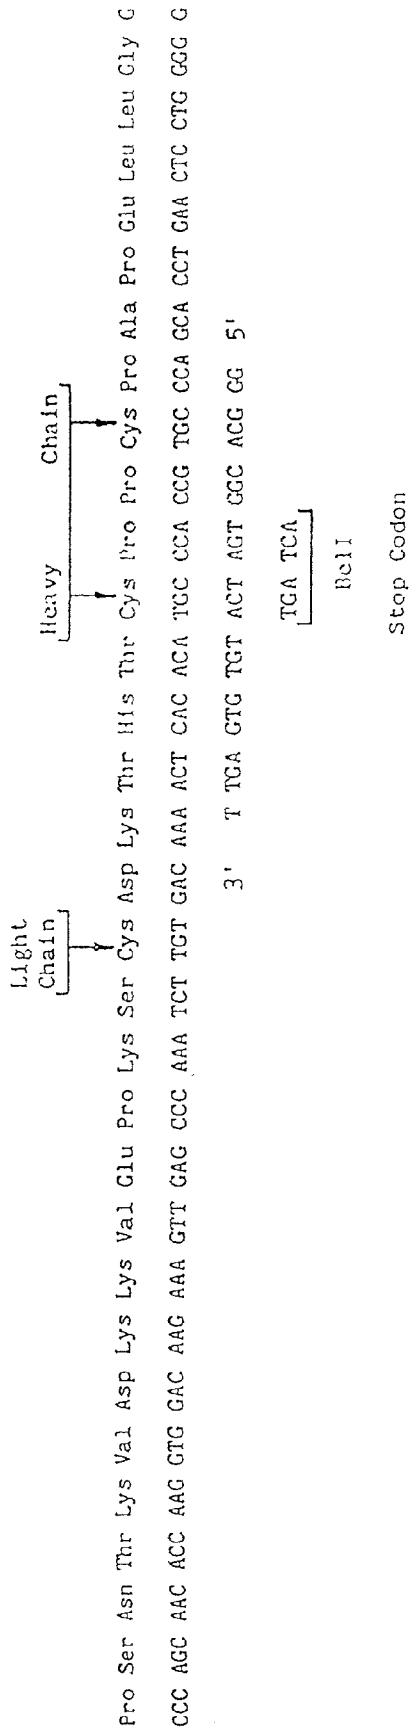 Light
Chain
Heavy Chain
Pro Ser Asn Thr Lys Val Asp Lys Lys Val Glu Pro Lys Ser Cys Asp Lys Thr His Thr Cys Pro Pro Cys Pro Ala Pro Glu Leu Leu Gly G
CCC AGC AAC ACC AAG GTG GAC AAG AAA GTT GAG CCC AAA TCT TGT GAC AAA ACT CAC ACA TGC CCA CCG TGC CCA GCA CCT GAA CTC CTG GGG G
3' T TGA GTG TGT ACT AGT GGC ACG GG 5'
TGA TCA
BclI
Stop Codon